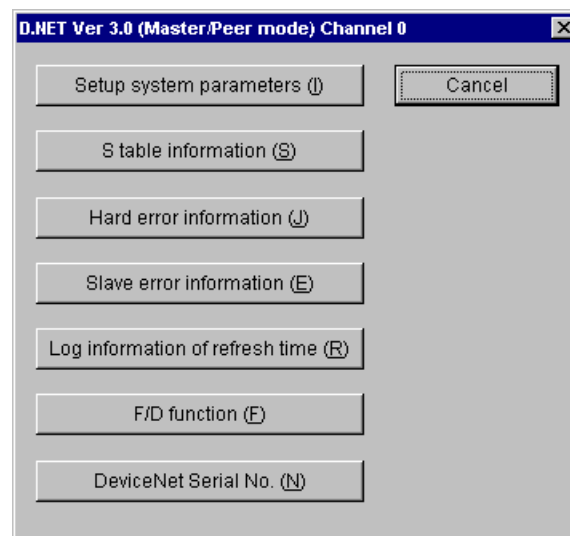 D.NET Ver 3.0 (Master/Peer mode) Channel 0
Setup system parameters (I)
Cancel
S table information (S)
Hard error information (J)
Slave error information (E)
Log information of refresh time (R)
F/D function (F)
DeviceNet Serial No. (N)